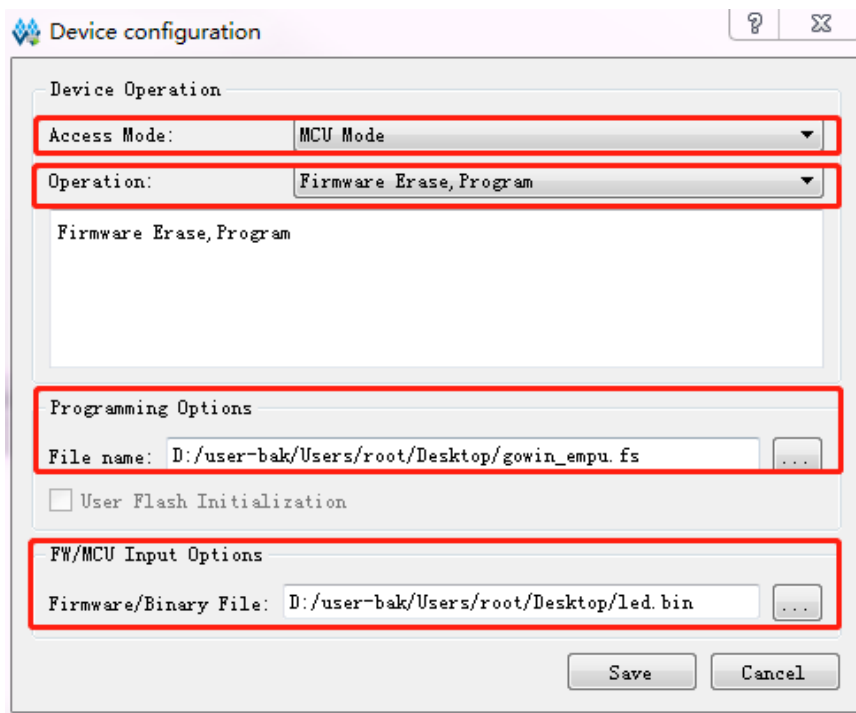 Device configuration
Device Operation
Access Mode: MCU Mode
Operation: Firmware Erase,Program
Firmware Erase,Program
Programming Options
File name: D:/user-bak/Users/root/Desktop/gowin_empu.fs ...
User Flash Initialization
FW/MCU Input Options
Firmware/Binary File: D:/user-bak/Users/root/Desktop/led.bin ...
Save Cancel